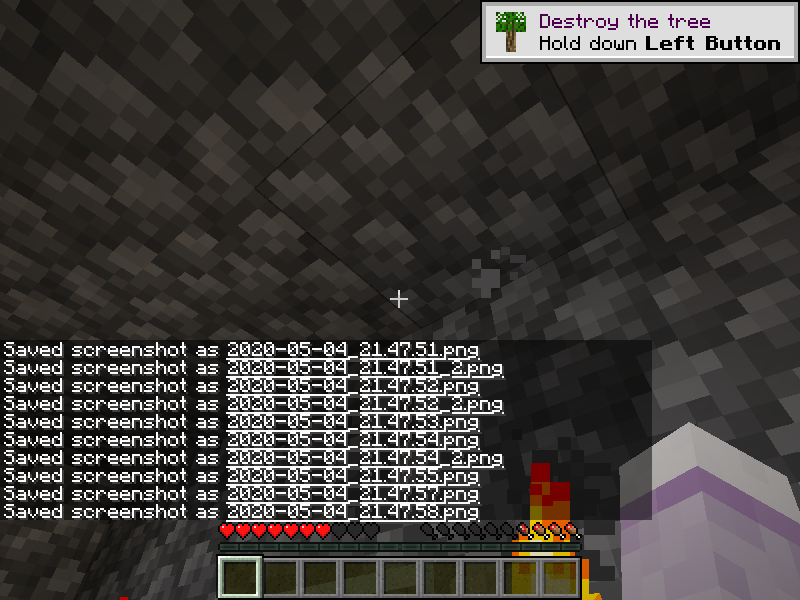 Destroy the tree
Hold down Left Button
Saved screenshot as 2020-05-04_21.47.51.png
Saved screenshot as 2020-05-04_21.47.51_2.png
Saved screenshot as 2020-05-04_21.47.52.png
Saved screenshot as 2020-05-04_21.47.52_2.png
Saved screenshot as 2020-05-04_21.47.53.png
Saved screenshot as 2020-05-04_21.47.54.png
Saved screenshot as 2020-05-04_21.47.54_2.png
Saved screenshot as 2020-05-04_21.47.55.png
Saved screenshot as 2020-05-04_21.47.57.png
Saved screenshot as 2020-05-04_21.47.58.png